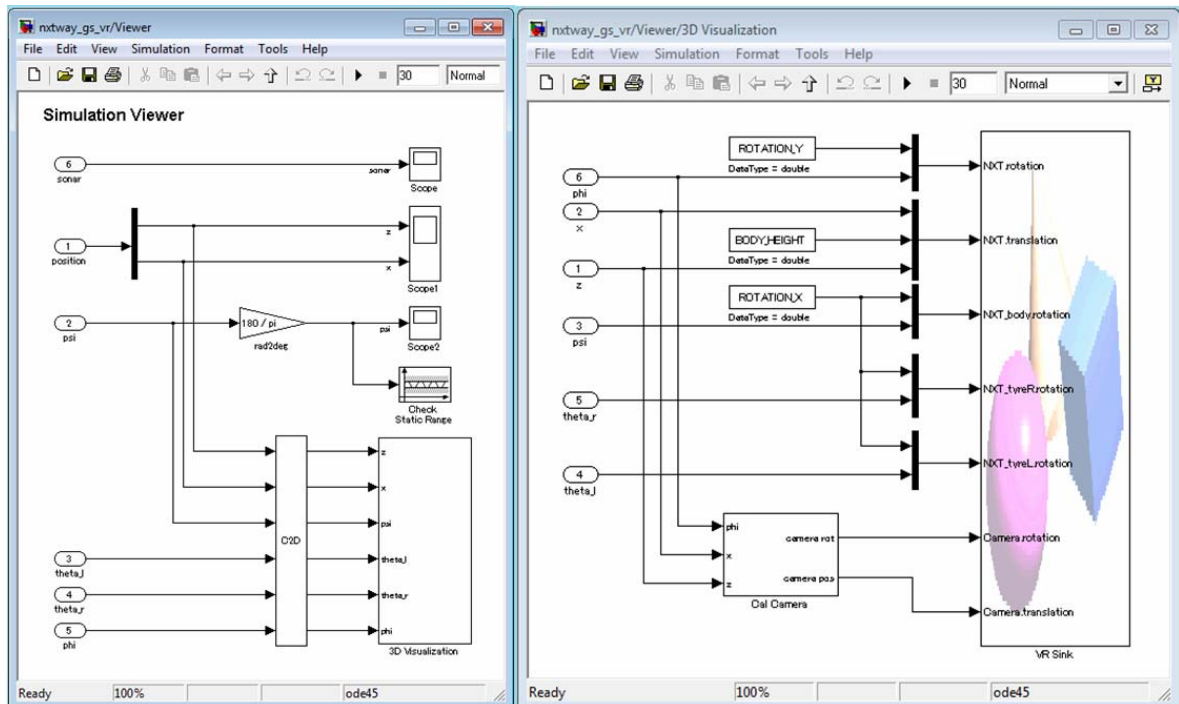 nxtway_gs_vr/Viewer
File Edit View Simulation Format Tools Help
30 Normal
Simulation Viewer
6
sonar
sonar
Scope
1
position
z
x
Scope1
2
psi
180 / pi
rad2deg
psi
Scope2
Check
Static Range
C2D
z
x
psi
theta_l
theta_r
phi
3
theta_l
4
theta_r
5
phi
3D Visualization
Ready 100% ode45
nxtway_gs_vr/Viewer/3D Visualization
File Edit View Simulation Format Tools Help
30 Normal
ROTATION_Y
DataType = double
NXT.rotation
6
phi
2
x
BODY_HEIGHT
DataType = double
NXT.translation
1
z
ROTATION_X
DataType = double
NXT_body.rotation
3
psi
NXT_tyreR.rotation
5
theta_r
NXT_tyreL.rotation
4
theta_l
phi
x
z
camera rot
camera pos
Cal Camera
Camera.rotation
Camera.translation
VR Sink
Ready 100% ode45